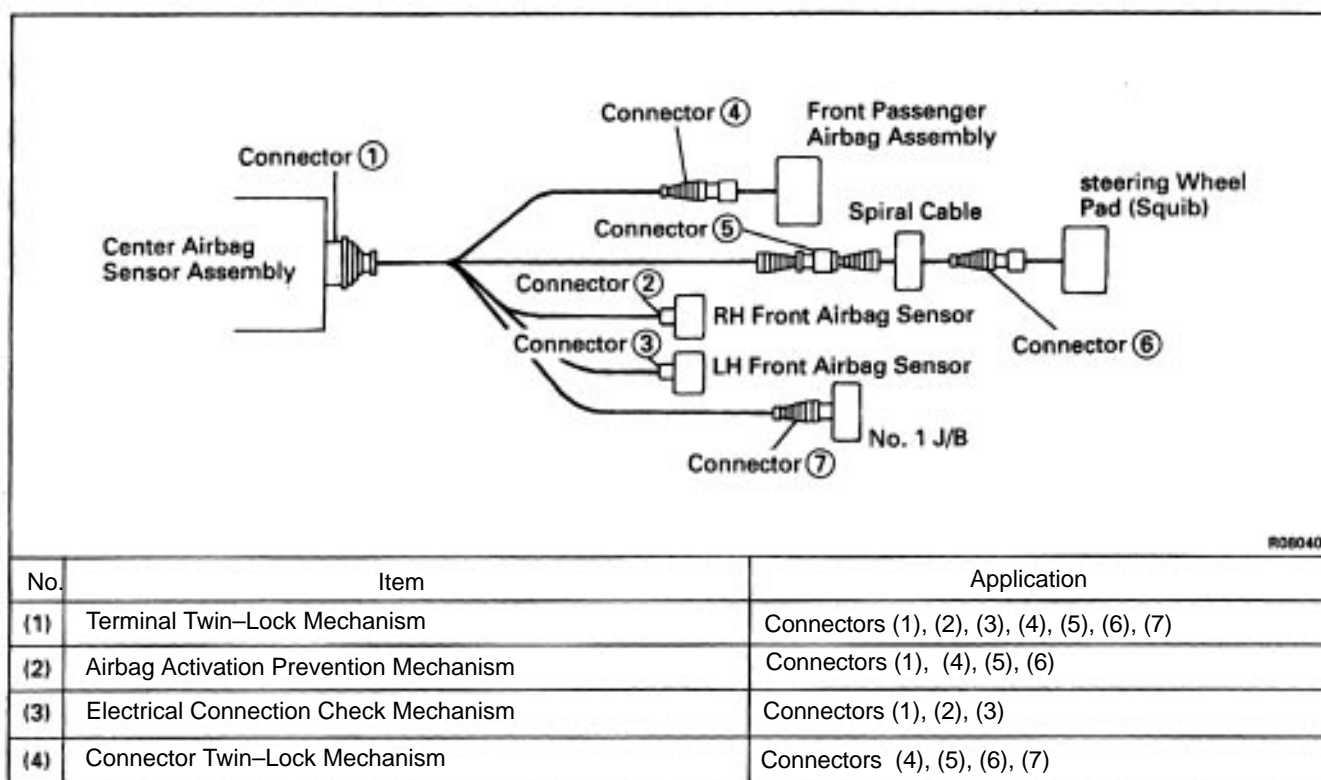 Connector ④
Front Passenger
Airbag Assembly
Connector ①
steering Wheel
Pad (Squib)
Spiral Cable
Connector ⑤
Center Airbag
Sensor Assembly
Connector ②
RH Front Airbag Sensor
Connector ③
Connector ⑥
LH Front Airbag Sensor
No. 1 J/B
Connector ⑦
R08040
No. Item Application
(1) Terminal Twin–Lock Mechanism Connectors (1), (2), (3), (4), (5), (6), (7)
(2) Airbag Activation Prevention Mechanism Connectors (1), (4), (5), (6)
(3) Electrical Connection Check Mechanism Connectors (1), (2), (3)
(4) Connector Twin–Lock Mechanism Connectors (4), (5), (6), (7)